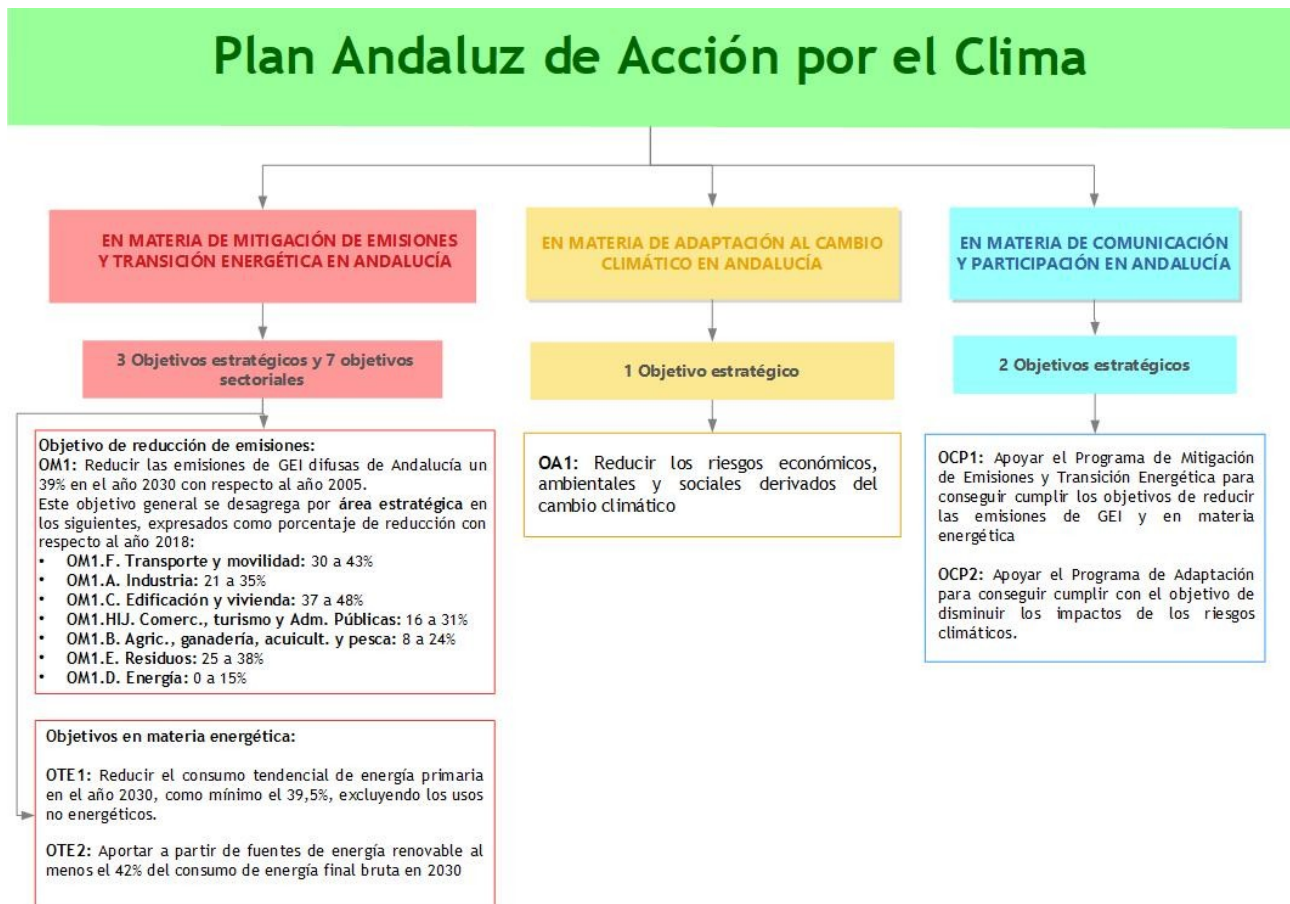 Plan Andaluz de Acción por el Clima
EN MATERIA DE MITIGACIÓN DE EMISIONES
Y TRANSICIÓN ENERGÉTICA EN ANDALUCÍA
3 Objetivos estratégicos y 7 objetivos
sectoriales
Objetivo de reducción de emisiones:
OM1: Reducir las emisiones de GEI difusas de Andalucía un
39% en el año 2030 con respecto al año 2005.
Este objetivo general se desagrega por área estratégica en
los siguientes, expresados como porcentaje de reducción con
respecto al año 2018:
• OM1.F. Transporte y movilidad: 30 a 43%
• OM1.A. Industria: 21 a 35%
• OM1.C. Edificación y vivienda: 37 a 48%
• OM1.HIJ. Comerc., turismo y Adm. Públicas: 16 a 31%
• OM1.B. Agric., ganadería, acuicult. y pesca: 8 a 24%
• OM1.E. Residuos: 25 a 38%
• OM1.D. Energía: 0 a 15%
Objetivos en materia energética:
OTE1: Reducir el consumo tendencial de energía primaria
en el año 2030, como mínimo el 39,5%, excluyendo los usos
no energéticos.
OTE2: Aportar a partir de fuentes de energía renovable al
menos el 42% del consumo de energía final bruta en 2030
EN MATERIA DE ADAPTACIÓN AL CAMBIO
CLIMÁTICO EN ANDALUCÍA
1 Objetivo estratégico
OA1: Reducir los riesgos económicos,
ambientales y sociales derivados del
cambio climático
EN MATERIA DE COMUNICACIÓN
Y PARTICIPACIÓN EN ANDALUCÍA
2 Objetivos estratégicos
OCP1: Apoyar el Programa de Mitigación
de Emisiones y Transición Energética para
conseguir cumplir los objetivos de reducir
las emisiones de GEI y en materia
energética
OCP2: Apoyar el Programa de Adaptación
para conseguir cumplir con el objetivo de
disminuir los impactos de los riesgos
climáticos.